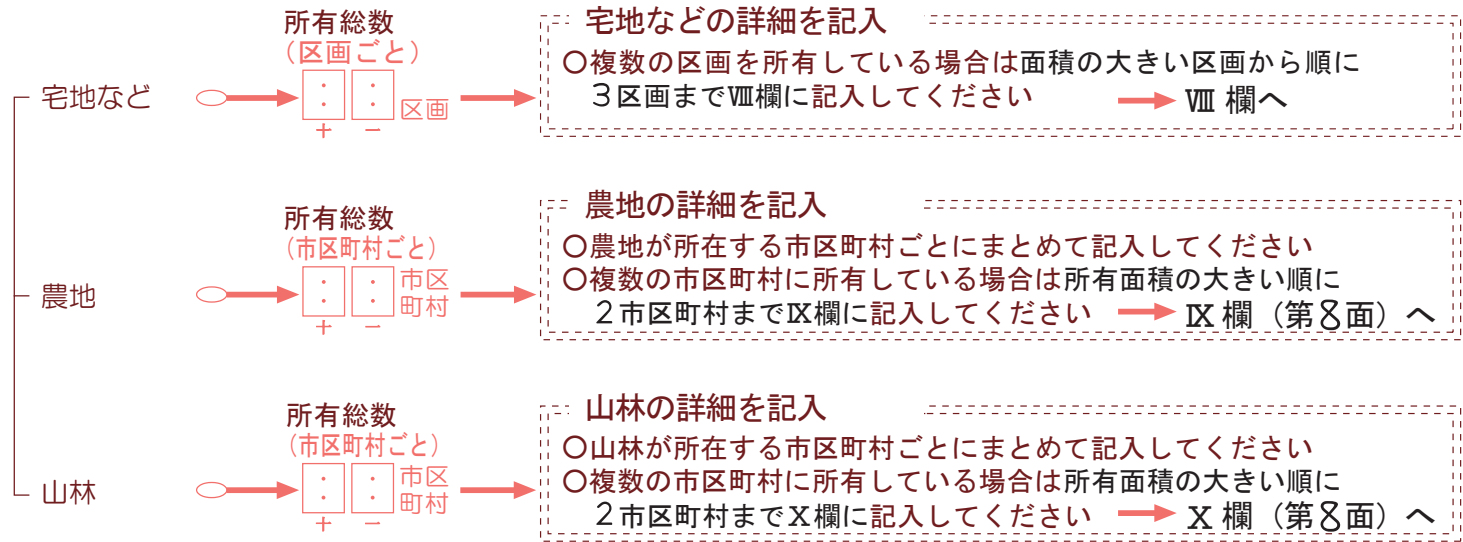 所有総数
(区画ごと)
宅地など
区画
十 一
宅地などの詳細を記入
○複数の区画を所有している場合は面積の大きい区画から順に
3区画までⅧ欄に記入してください Ⅷ 欄へ
所有総数
(市区町村ごと)
農地
市区
町村
十 一
農地の詳細を記入
○農地が所在する市区町村ごとにまとめて記入してください
○複数の市区町村に所有している場合は所有面積の大きい順に
2市区町村までⅨ欄に記入してください Ⅸ 欄(第8面)へ
所有総数
(市区町村ごと)
山林
市区
町村
十 一
山林の詳細を記入
○山林が所在する市区町村ごとにまとめて記入してください
○複数の市区町村に所有している場合は所有面積の大きい順に
2市区町村までⅩ欄に記入してください Ⅹ 欄(第8面)へ